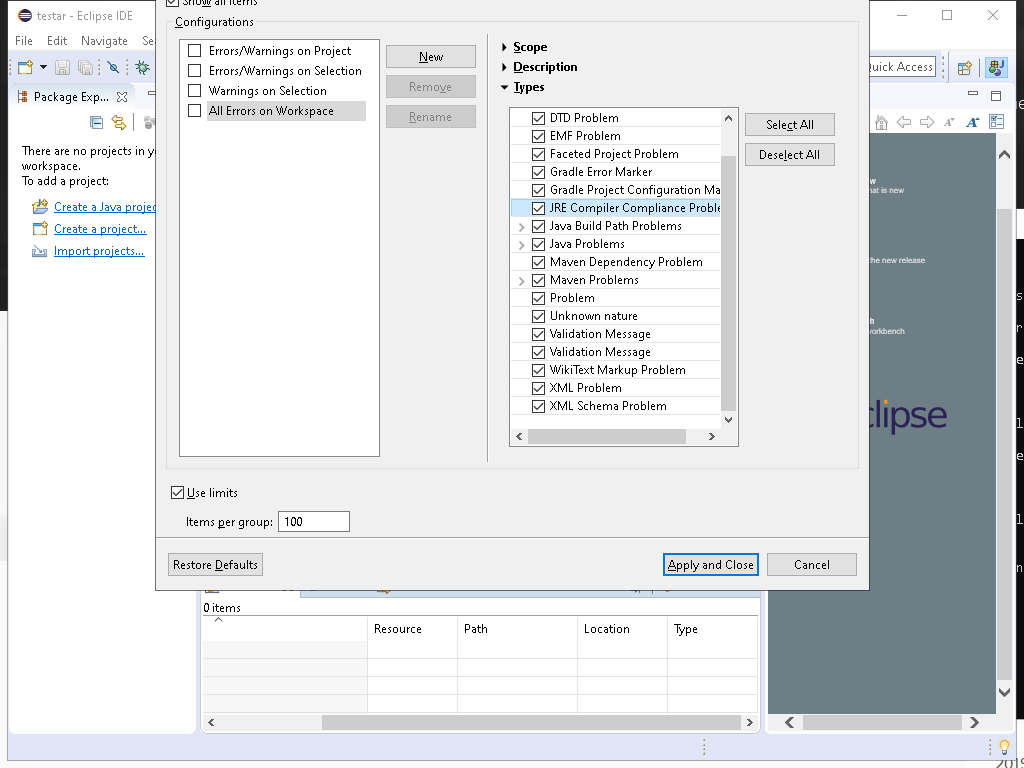 testar - Eclipse IDE
Show all items
File Edit Navigate Se
Configurations
Errors/Warnings on Project
Errors/Warnings on Selection
Warnings on Selection
All Errors on Workspace
New
Remove
Rename
Scope
Description
Types
DTD Problem
EMF Problem
Faceted Project Problem
Gradle Error Marker
Gradle Project Configuration Ma
JRE Compiler Compliance Proble
Java Build Path Problems
Java Problems
Maven Dependency Problem
Maven Problems
Problem
Unknown nature
Validation Message
Validation Message
WikiText Markup Problem
XML Problem
XML Schema Problem
Select All
Deselect All
Quick Access
Package Exp...
There are no projects in yo
workspace.
To add a project:
Create a Java projec
Create a project...
Import projects...
w
hat is new
the new release
h
workbench
clipse
Use limits
Items per group: 100
Restore Defaults
Apply and Close
Cancel
0 items
Resource Path Location Type
2019